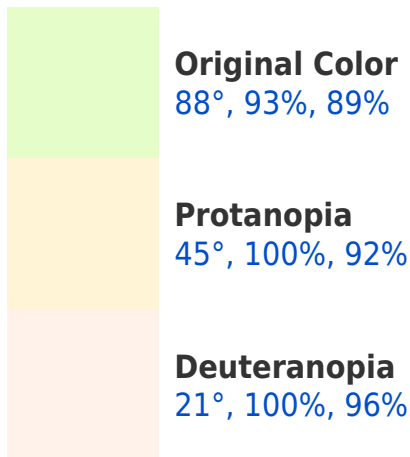 Original Color
88°, 93%, 89%
Protanopia
45°, 100%, 92%
Deuteranopia
21°, 100%, 96%